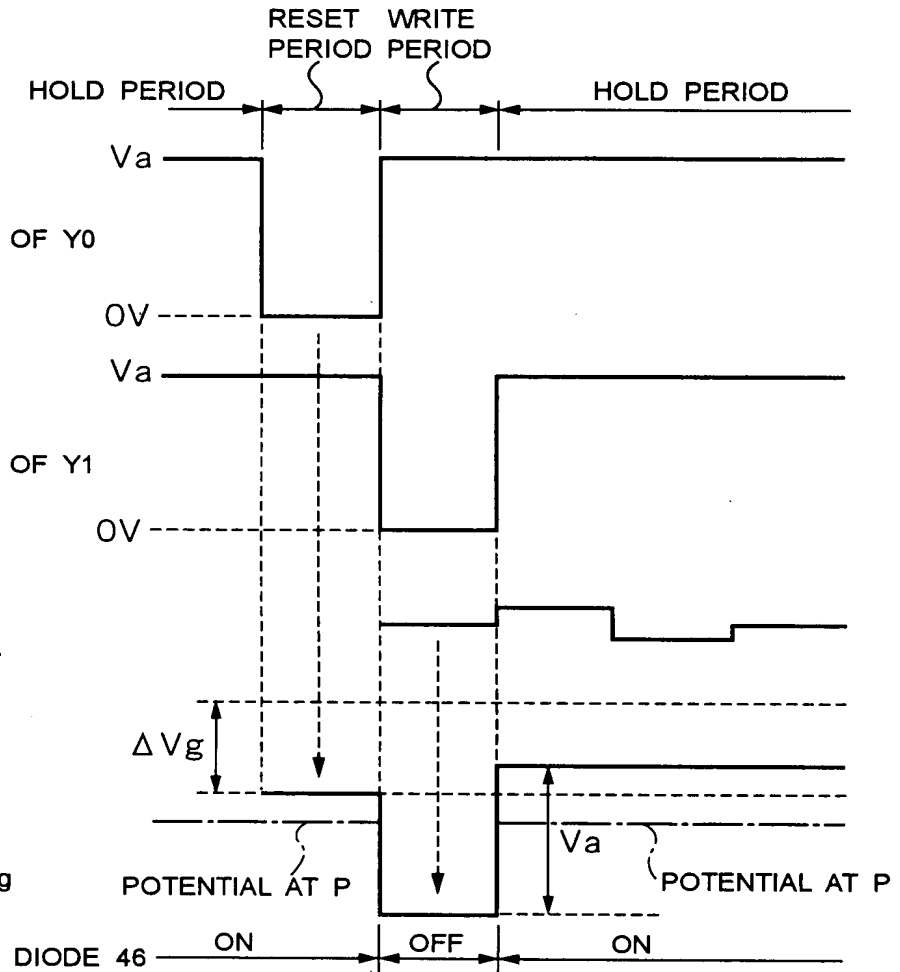 RESET WRITE
PERIOD PERIOD
HOLD PERIOD
HOLD PERIOD
Va
OF Y0
0V
Va
OF Y1
0V
ΔVg
Va
g
POTENTIAL AT P
POTENTIAL AT P
DIODE 46 ON OFF ON